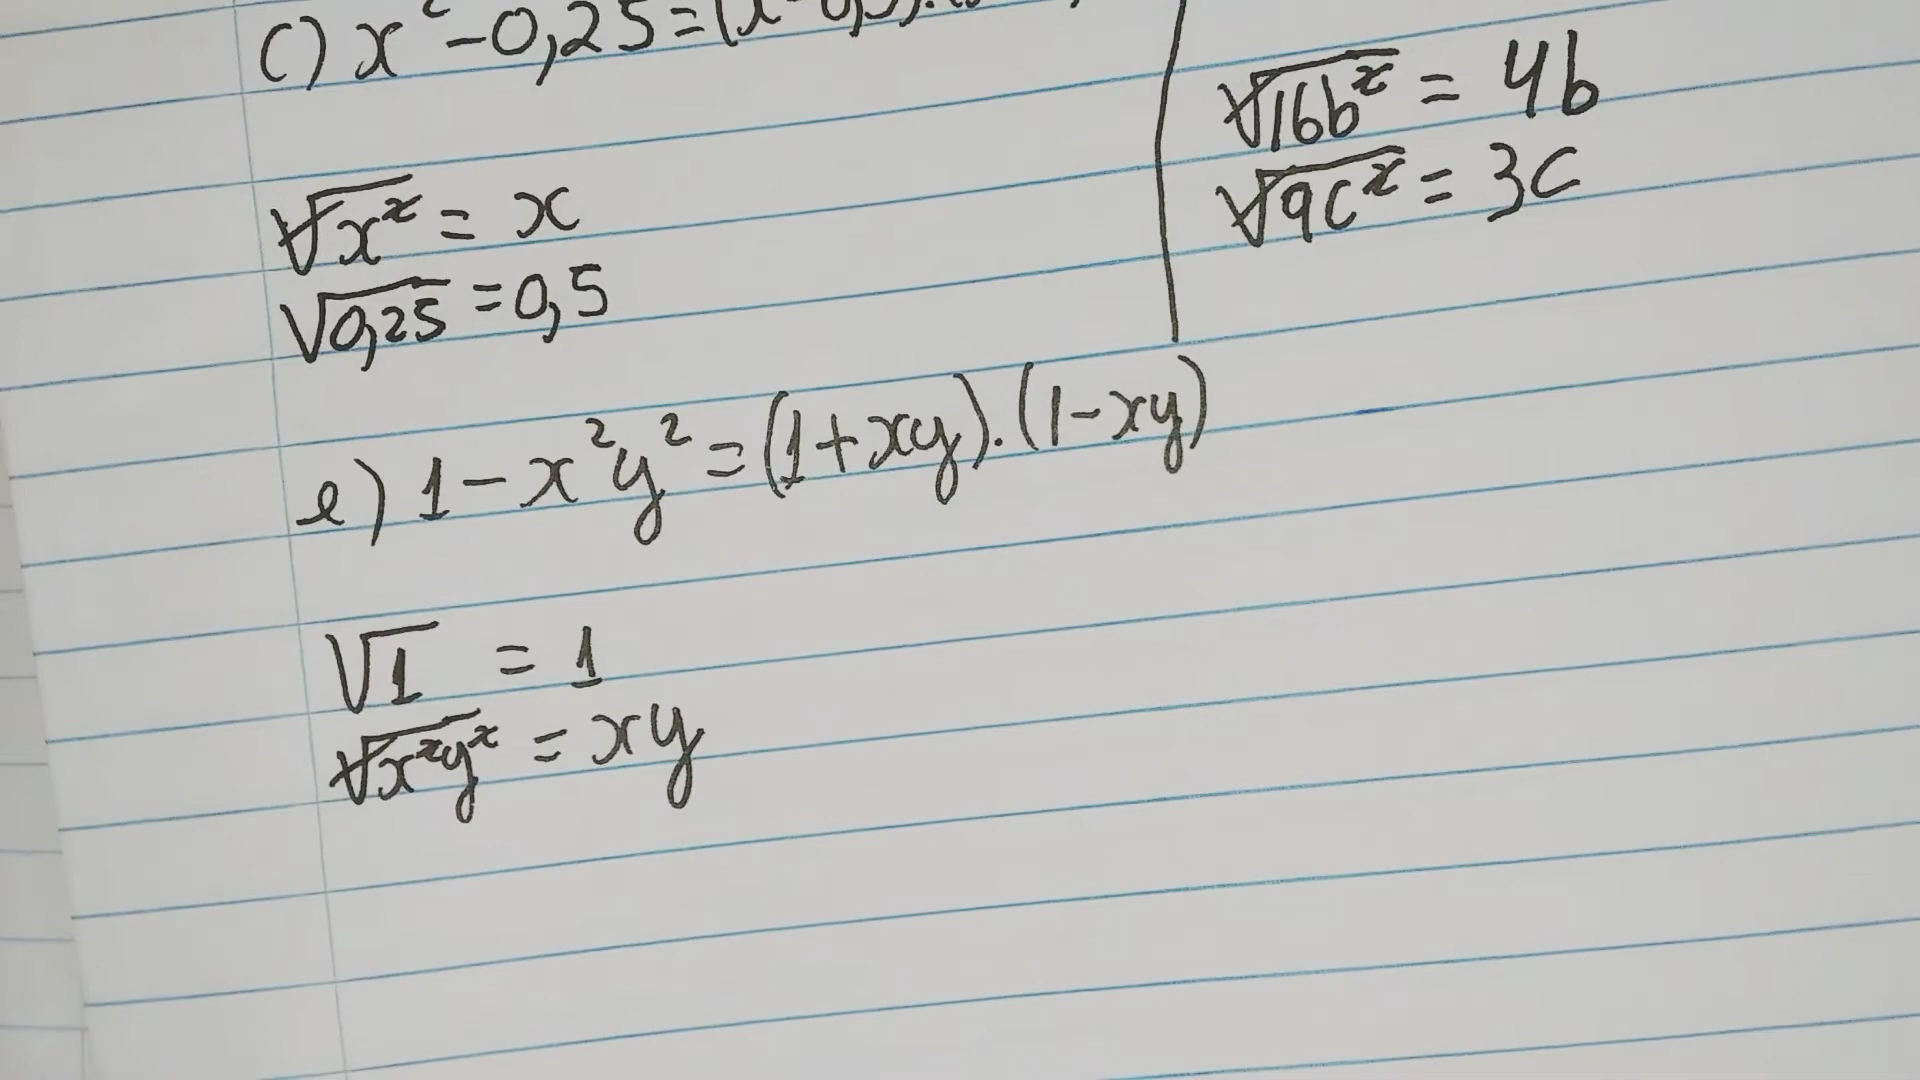 c) x² - 0,25 = (x
√x² = x
√0,25 = 0,5
√16b² = 4b
√9c² = 3c
e) 1 - x²y² = (1 + xy).(1 - xy)
√1 = 1
√x²y² = xy